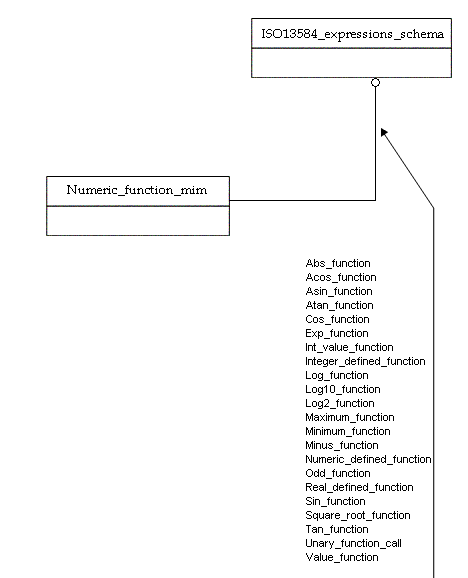 ISO13584_expressions_schema
Numeric_function_mim
Abs_function
Acos_function
Asin_function
Atan_function
Cos_function
Exp_function
Int_value_function
Integer_defined_function
Log_function
Log10_function
Log2_function
Maximum_function
Minimum_function
Minus_function
Numeric_defined_function
Odd_function
Real_defined_function
Sin_function
Square_root_function
Tan_function
Unary_function_call
Value_function